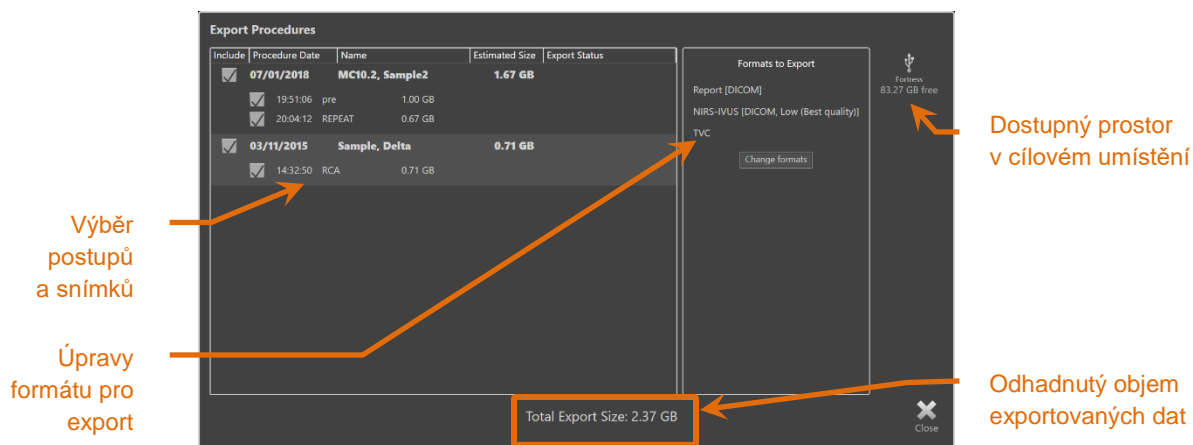 Export Procedures
Include Procedure Date Name Estimated Size Export Status
07/01/2018 MC10.2, Sample2 1.67 GB
19:51:06 pre 1.00 GB
20:04:12 REPEAT 0.67 GB
03/11/2015 Sample, Delta 0.71 GB
14:32:50 RCA 0.71 GB
Formats to Export
Report [DICOM]
NIRS-IVUS [DICOM, Low (Best quality)]
TVC
Change formats
Fortress
83.27 GB free
Total Export Size: 2.37 GB
Close
Výběr
postupů
a snímků
Úpravy
formátu pro
export
Dostupný prostor
v cílovém umístění
Odhadnutý objem
exportovaných dat